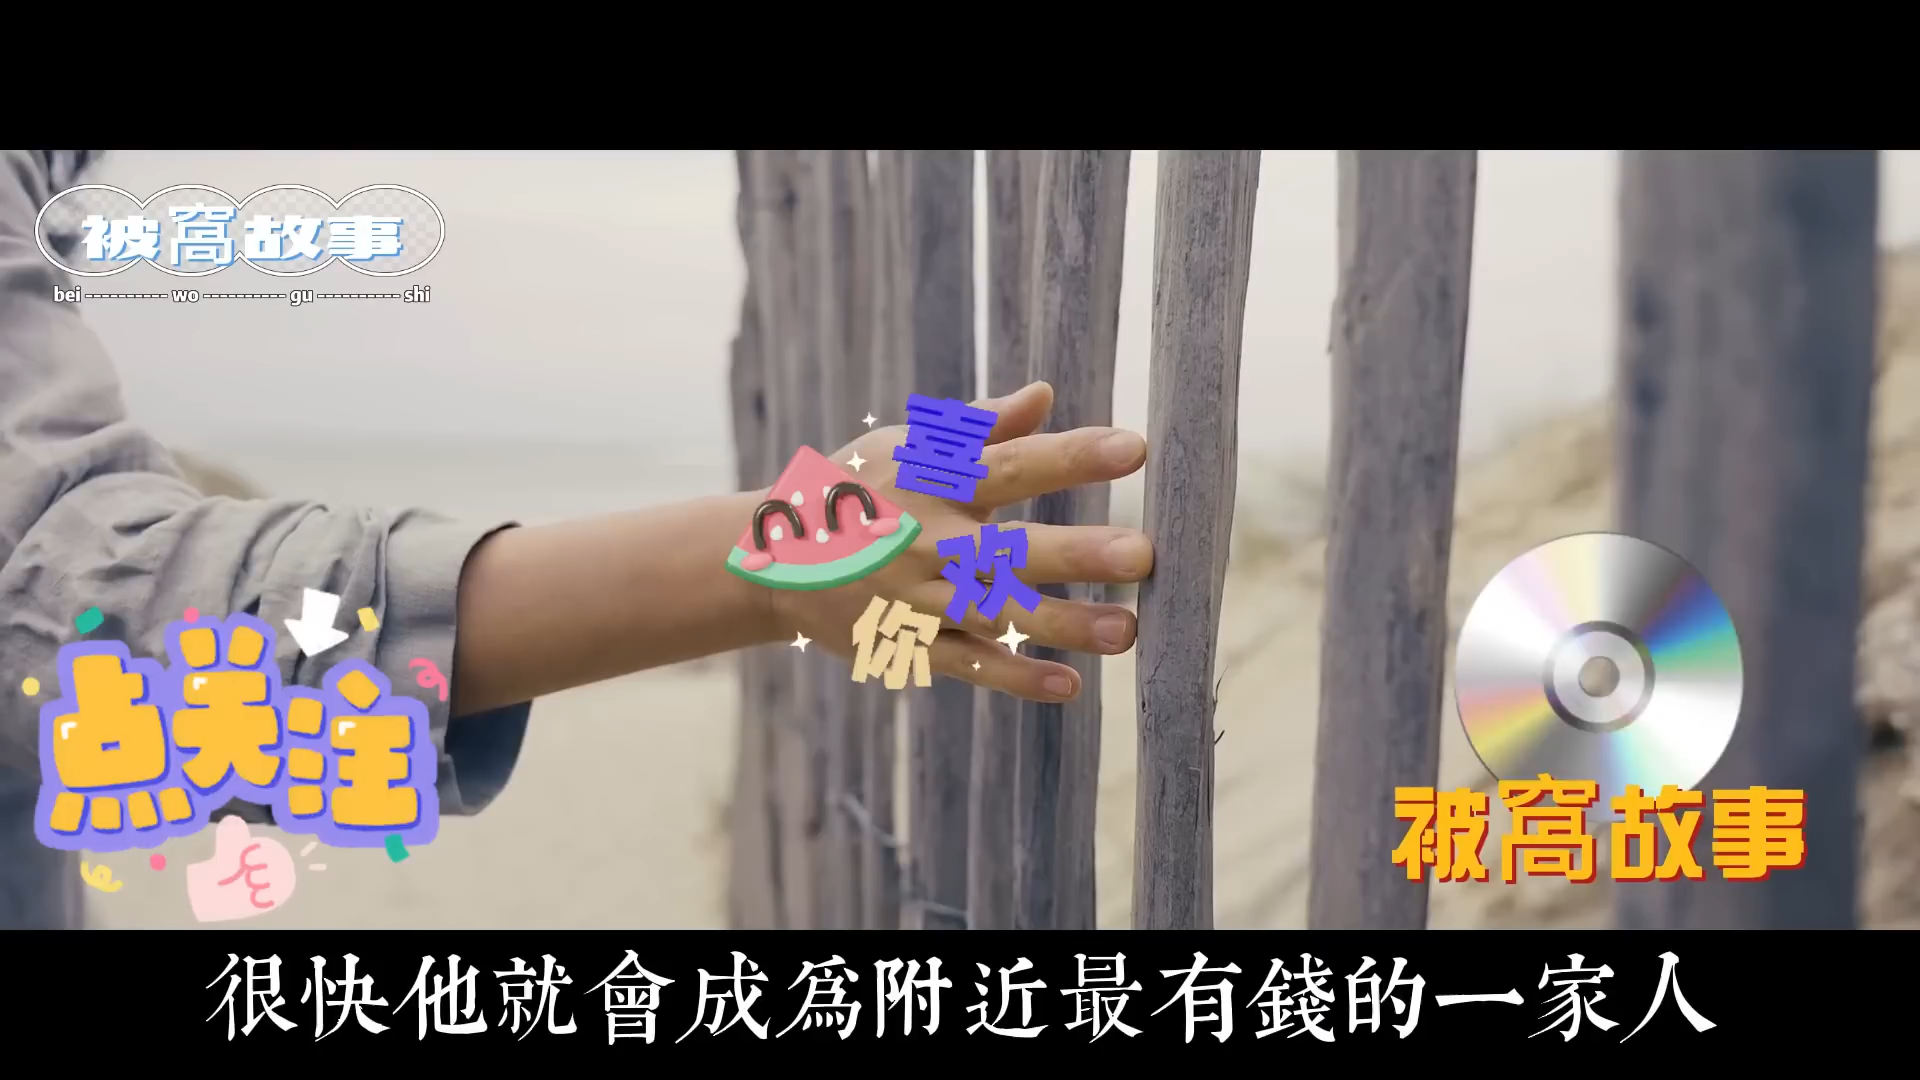 被窩故事
bei ---------- wo ---------- gu ---------- shi
喜
欢
你
点关注
被窩故事
很快他就會成爲附近最有錢的一家人